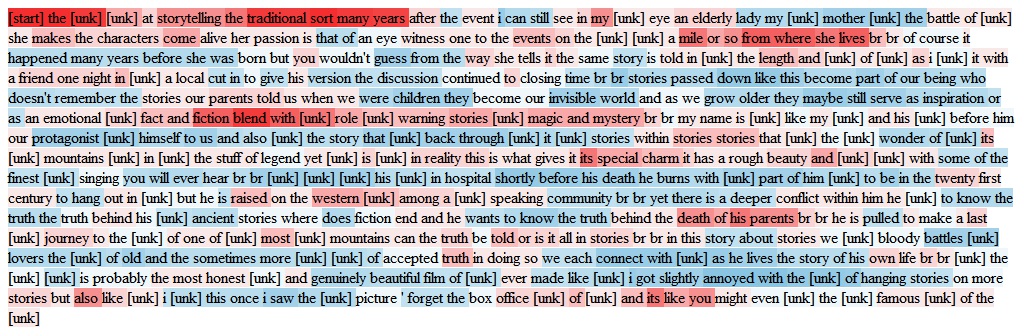 [start] the [unk] [unk] at storytelling the traditional sort many years after the event i can still see in my [unk] eye an elderly lady my [unk] mother [unk] the battle of [unk]
she makes the characters come alive her passion is that of an eye witness one to the events on the [unk] [unk] a mile or so from where she lives br br of course it
happened many years before she was born but you wouldn't guess from the way she tells it the same story is told in [unk] the length and [unk] of [unk] as i [unk] it with
a friend one night in [unk] a local cut in to give his version the discussion continued to closing time br br stories passed down like this become part of our being who
doesn't remember the stories our parents told us when we were children they become our invisible world and as we grow older they maybe still serve as inspiration or
as an emotional [unk] fact and fiction blend with [unk] role [unk] warning stories [unk] magic and mystery br br my name is [unk] like my [unk] and his [unk] before him
our protagonist [unk] himself to us and also [unk] the story that [unk] back through [unk] it [unk] stories within stories stories that [unk] the [unk] wonder of [unk] its
[unk] mountains [unk] in [unk] the stuff of legend yet [unk] is [unk] in reality this is what gives it its special charm it has a rough beauty and [unk] [unk] with some of the
finest [unk] singing you will ever hear br br [unk] [unk] [unk] his [unk] in hospital shortly before his death he burns with [unk] part of him [unk] to be in the twenty first
century to hang out in [unk] but he is raised on the western [unk] among a [unk] speaking community br br yet there is a deeper conflict within him he [unk] to know the
truth the truth behind his [unk] ancient stories where does fiction end and he wants to know the truth behind the death of his parents br br he is pulled to make a last
[unk] journey to the [unk] of one of [unk] most [unk] mountains can the truth be told or is it all in stories br br in this story about stories we [unk] bloody battles [unk]
lovers the [unk] of old and the sometimes more [unk] [unk] of accepted truth in doing so we each connect with [unk] as he lives the story of his own life br br [unk] the
[unk] [unk] is probably the most honest [unk] and genuinely beautiful film of [unk] ever made like [unk] i got slightly annoyed with the [unk] of hanging stories on more
stories but also like [unk] i [unk] this once i saw the [unk] picture ' forget the box office [unk] of [unk] and its like you might even [unk] the [unk] famous [unk] of the
[unk]